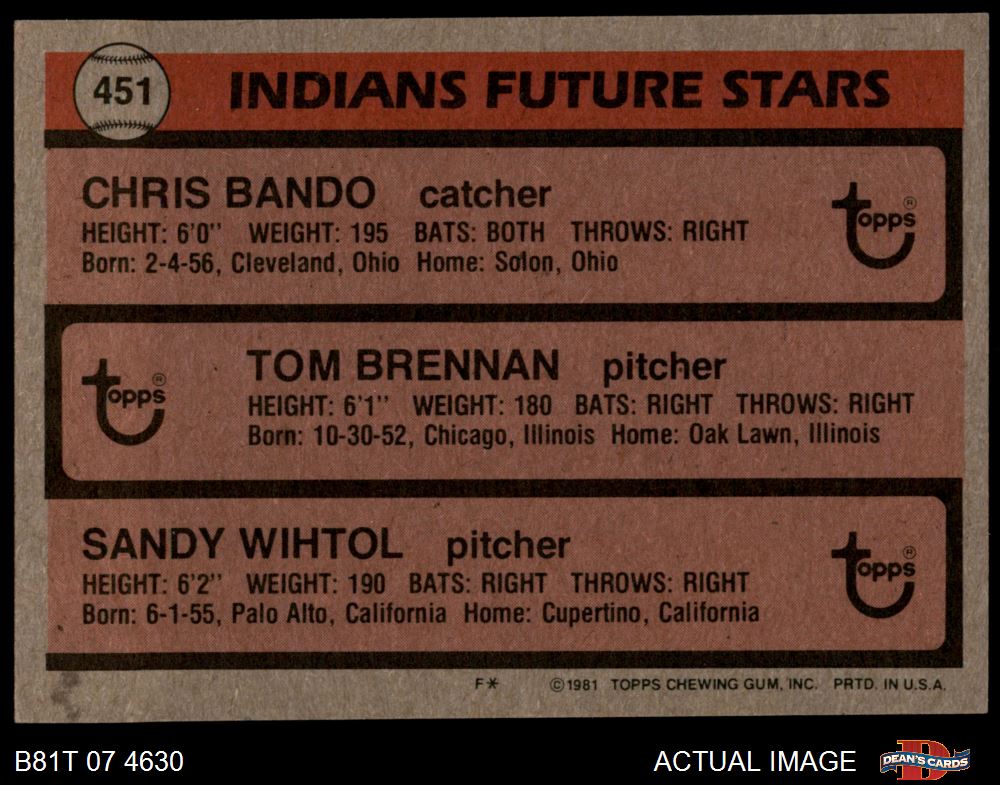 451 INDIANS FUTURE STARS
CHRIS BANDO catcher
HEIGHT: 6'0" WEIGHT: 195 BATS: BOTH THROWS: RIGHT
Born: 2-4-56, Cleveland, Ohio Home: Solon, Ohio
Topps®
TOM BRENNAN pitcher
HEIGHT: 6'1" WEIGHT: 180 BATS: RIGHT THROWS: RIGHT
Born: 10-30-52, Chicago, Illinois Home: Oak Lawn, Illinois
Topps®
SANDY WIHTOL pitcher
HEIGHT: 6'2" WEIGHT: 190 BATS: RIGHT THROWS: RIGHT
Born: 6-1-55, Palo Alto, California Home: Cupertino, California
Topps®
F* ©1981 TOPPS CHEWING GUM, INC. PRTD. IN U.S.A.
B81T 07 4630 ACTUAL IMAGE D DEAN'S CARDS